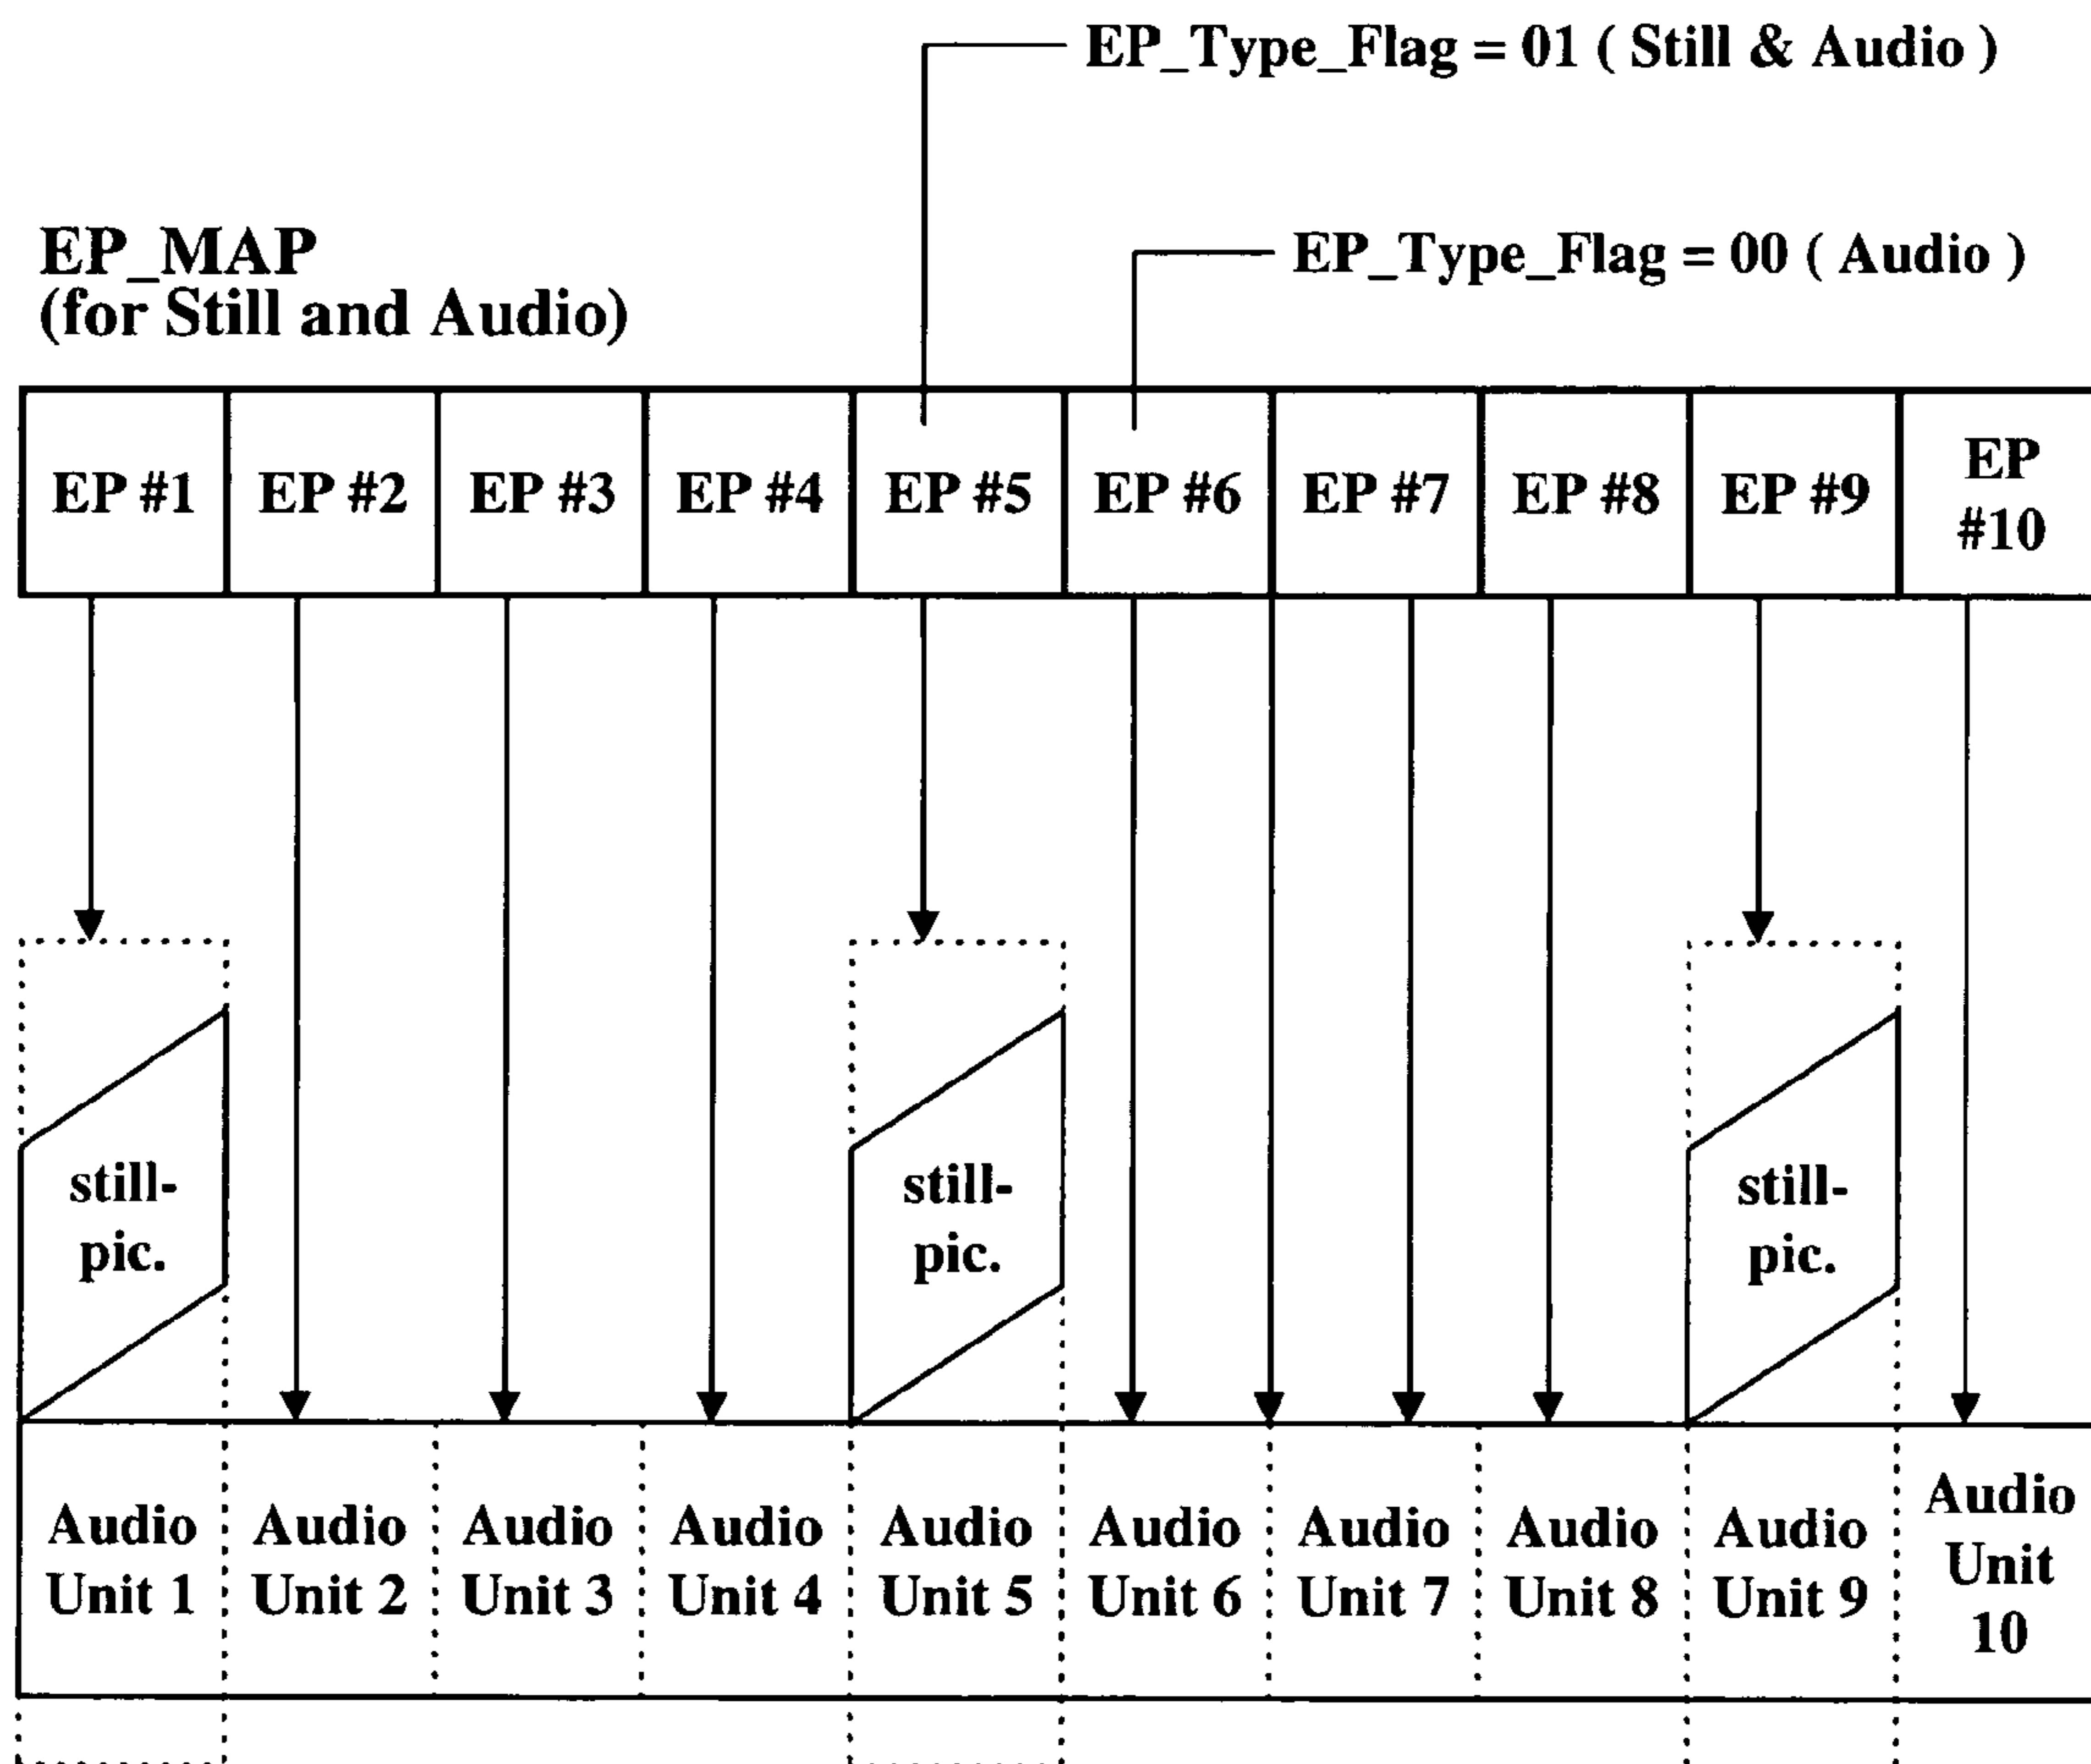 EP_Type_Flag = 01 ( Still & Audio )
EP_Type_Flag = 00 ( Audio )
EP_MAP
(for Still and Audio)
EP #1
EP #2
EP #3
EP #4
EP #5
EP #6
EP #7
EP #8
EP #9
EP
#10
still-
pic.
still-
pic.
still-
pic.
Audio
Unit 1
Audio
Unit 2
Audio
Unit 3
Audio
Unit 4
Audio
Unit 5
Audio
Unit 6
Audio
Unit 7
Audio
Unit 8
Audio
Unit 9
Audio
Unit
10